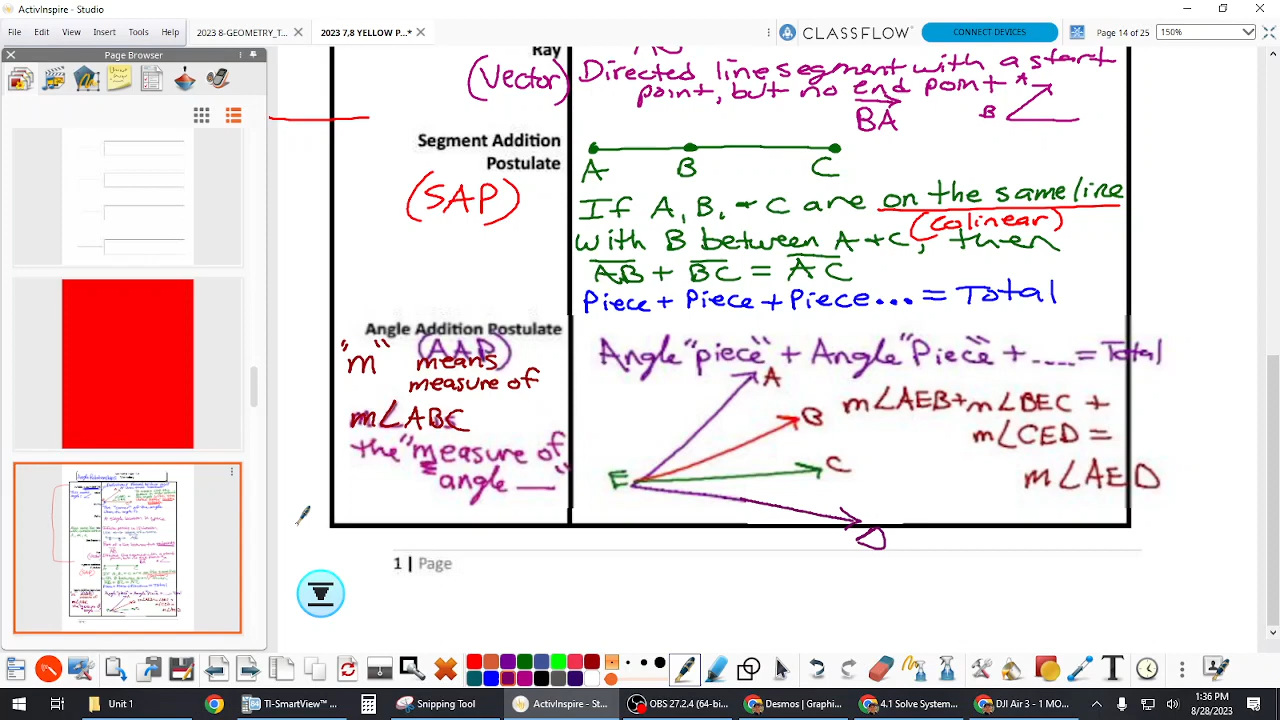 ActivInspire - Studio
File Edit View Insert Tools Help
2023 F-GEOMETRY_T...
2023 7,8 YELLOW P...*
CLASSFLOW
CONNECT DEVICES
Page 14 of 25
150%
Page Browser
Ray
(Vector)
Directed line segment with a start
point, but no end point
BA
A
B
Segment Addition
Postulate
(SAP)
A B C
If A, B, + C are on the same line
(colinear)
with B between A + C, then
AB + BC = AC
Piece + Piece + Piece... = Total
Angle Addition Postulate
(AAP)
"m" means
measure of
m∠ABC
the "measure of
angle __"
Angle "piece" + Angle "Piece" + .... = Total
A
B
C
E
D
m∠AEB + m∠BEC +
m∠CED =
m∠AED
1 | Page
Unit 1
TI-SmartView™ ...
Snipping Tool
ActivInspire - St...
OBS 27.2.4 (64-bi...
Desmos | Graphi...
4.1 Solve System...
DJI Air 3 - 1 MO...
1:36 PM
8/28/2023